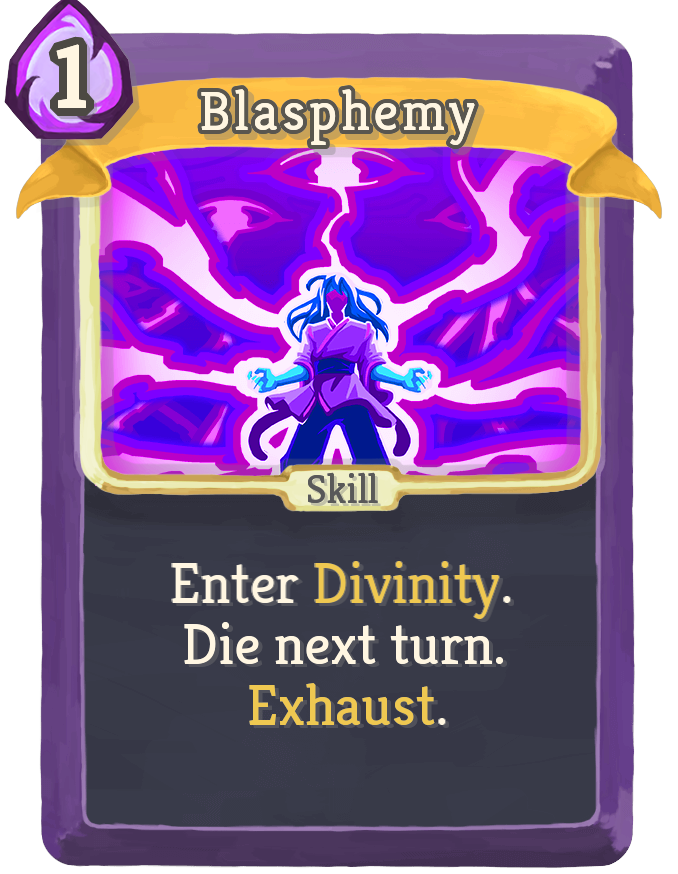 1
Blasphemy
Skill
Enter Divinity.
Die next turn.
Exhaust.